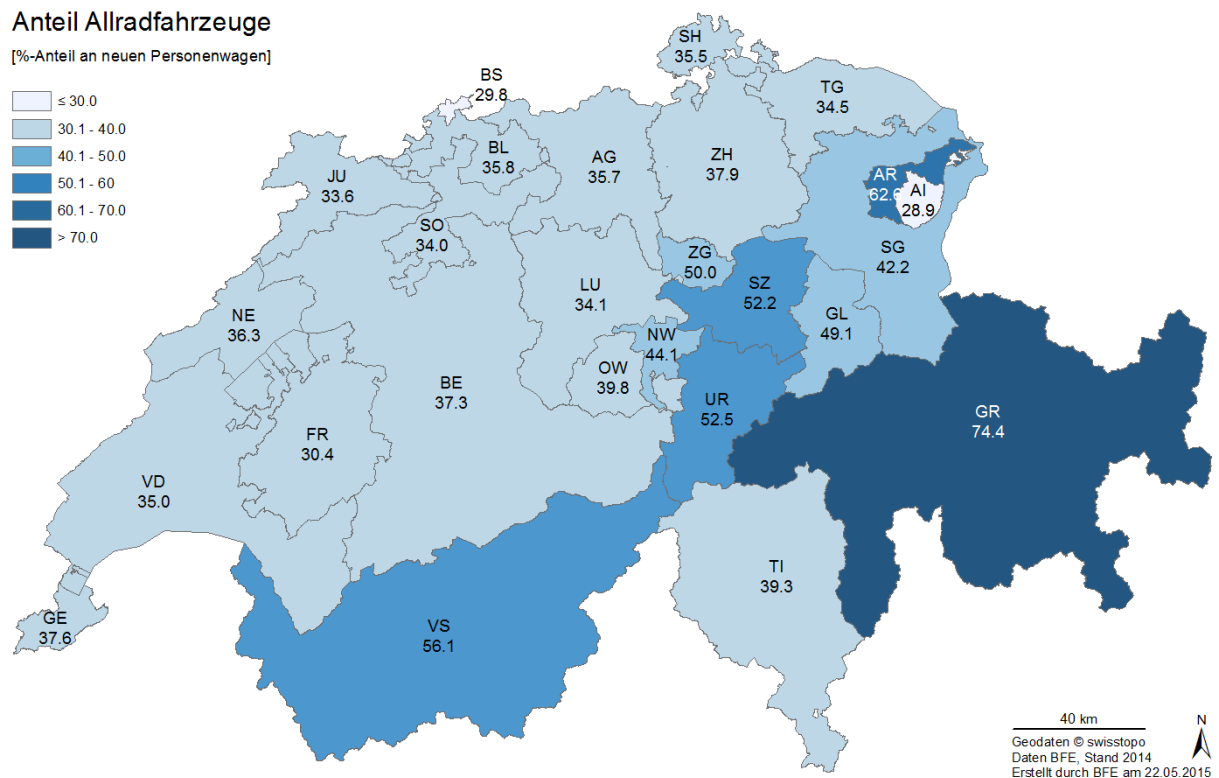 Anteil Allradfahrzeuge
[%-Anteil an neuen Personenwagen]
≤ 30.0
30.1 - 40.0
40.1 - 50.0
50.1 - 60
60.1 - 70.0
> 70.0
SH
35.5
BS
29.8
TG
34.5
BL
35.8
AG
35.7
ZH
37.9
AR
62.6
AI
28.9
JU
33.6
SO
34.0
ZG
50.0
SG
42.2
SZ
52.2
LU
34.1
NE
36.3
GL
49.1
NW
44.1
OW
39.8
BE
37.3
UR
52.5
GR
74.4
FR
30.4
VD
35.0
TI
39.3
GE
37.6
VS
56.1
40 km
N
Geodaten © swisstopo
Daten BFE, Stand 2014
Erstellt durch BFE am 22.05.2015